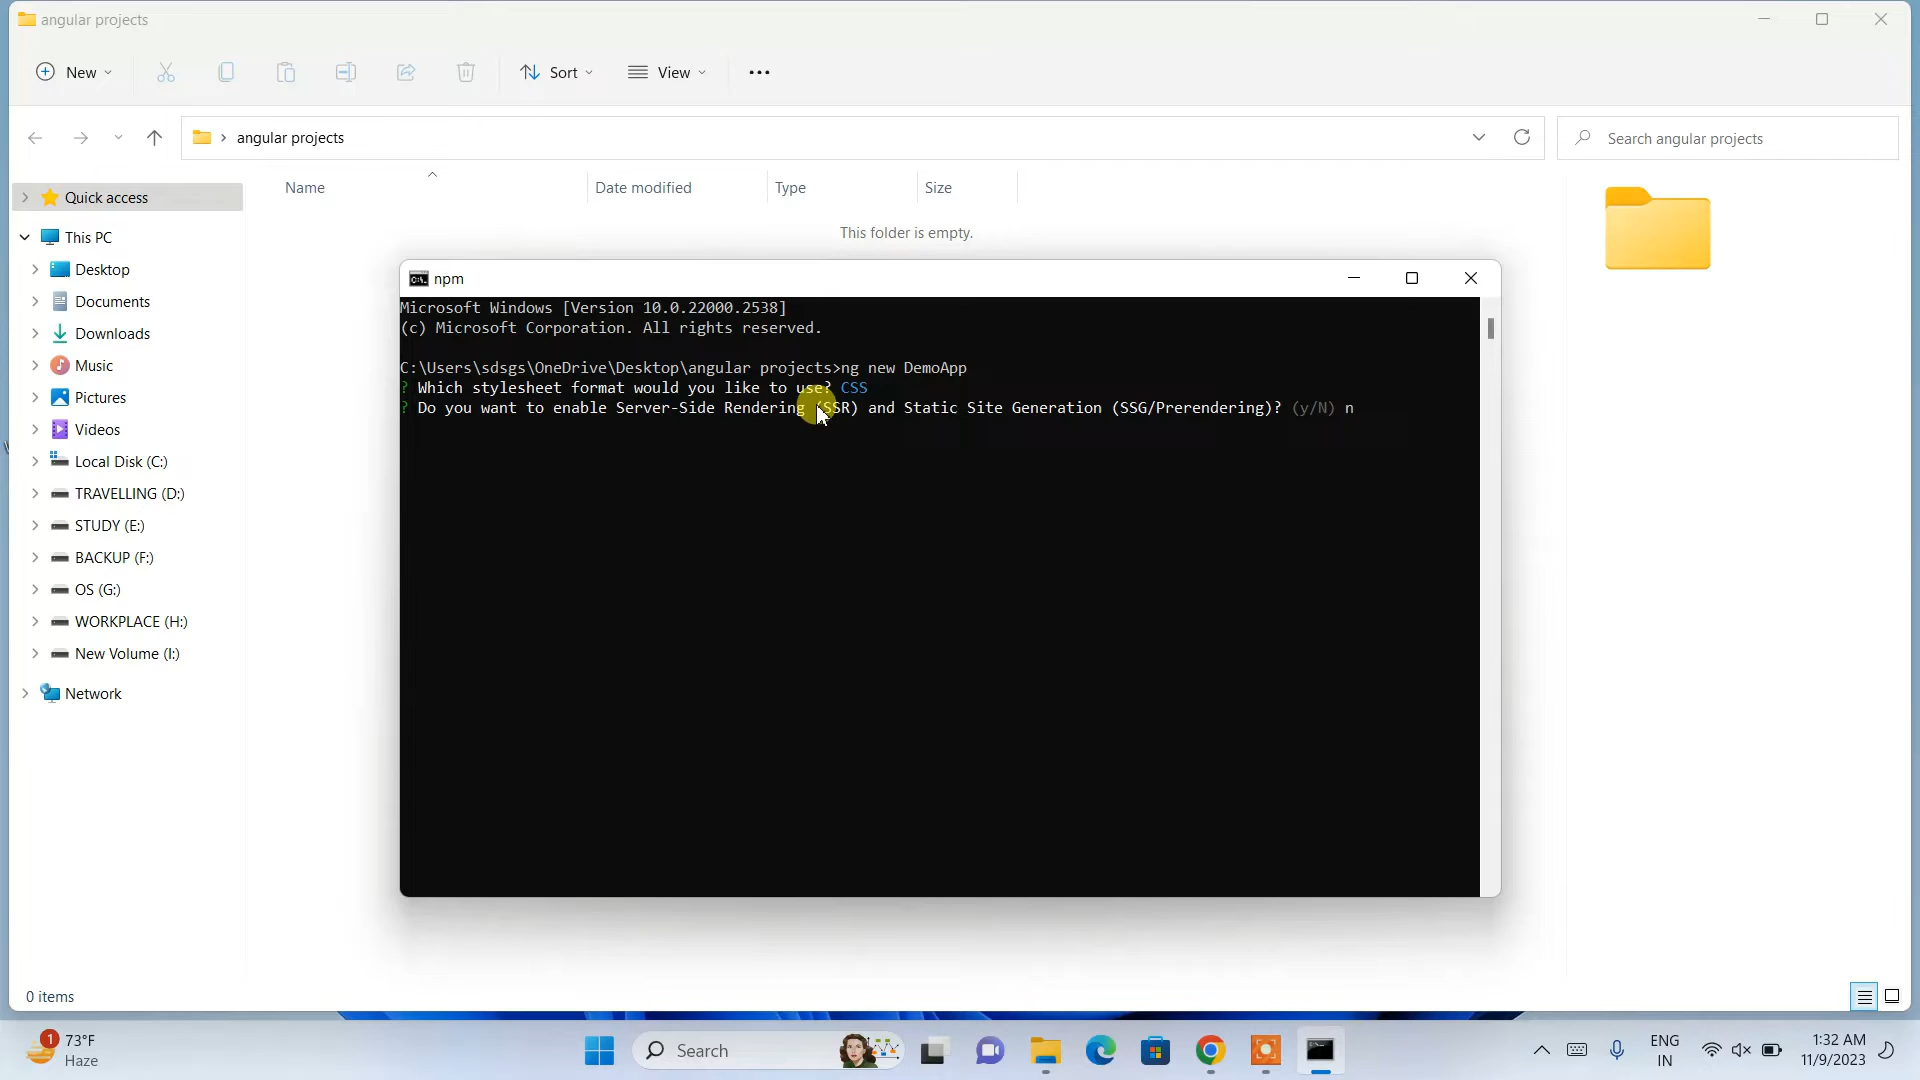 angular projects
New
Sort
View
angular projects
Search angular projects
Name
Date modified
Type
Size
This folder is empty.
Quick access
This PC
Desktop
Documents
Downloads
Music
Pictures
Videos
Local Disk (C:)
TRAVELLING (D:)
STUDY (E:)
BACKUP (F:)
OS (G:)
WORKPLACE (H:)
New Volume (I:)
Network
npm
Microsoft Windows [Version 10.0.22000.2538]
(c) Microsoft Corporation. All rights reserved.
C:\Users\sdsgs\OneDrive\Desktop\angular projects>ng new DemoApp
? Which stylesheet format would you like to use? CSS
? Do you want to enable Server-Side Rendering (SSR) and Static Site Generation (SSG/Prerendering)? (y/N) n
0 items
1
73°F
Haze
Search
ENG
IN
1:32 AM
11/9/2023